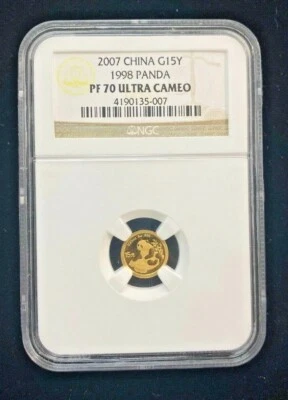 2007 CHINA G15Y
1998 PANDA
PF 70 ULTRA CAMEO
4190135-007
NGC